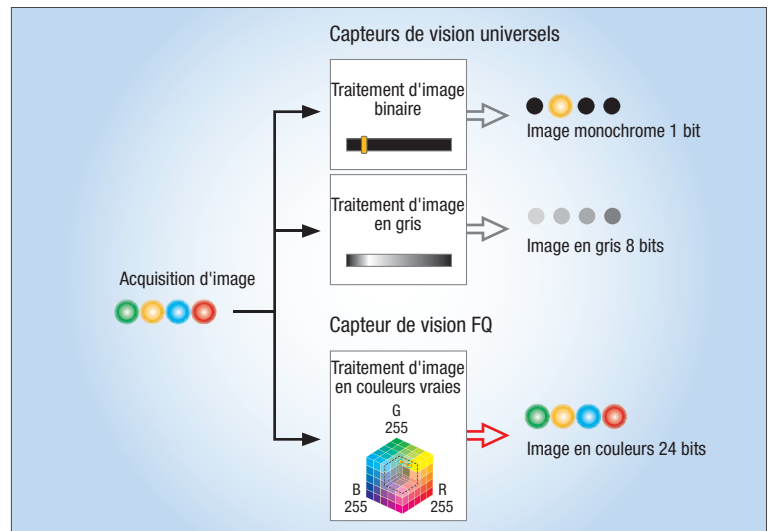 Capteurs de vision universels
Traitement d'image
binaire
Image monochrome 1 bit
Traitement d'image
en gris
Image en gris 8 bits
Acquisition d'image
Capteur de vision FQ
Traitement d'image
en couleurs vraies
G
255
B
255
R
255
Image en couleurs 24 bits